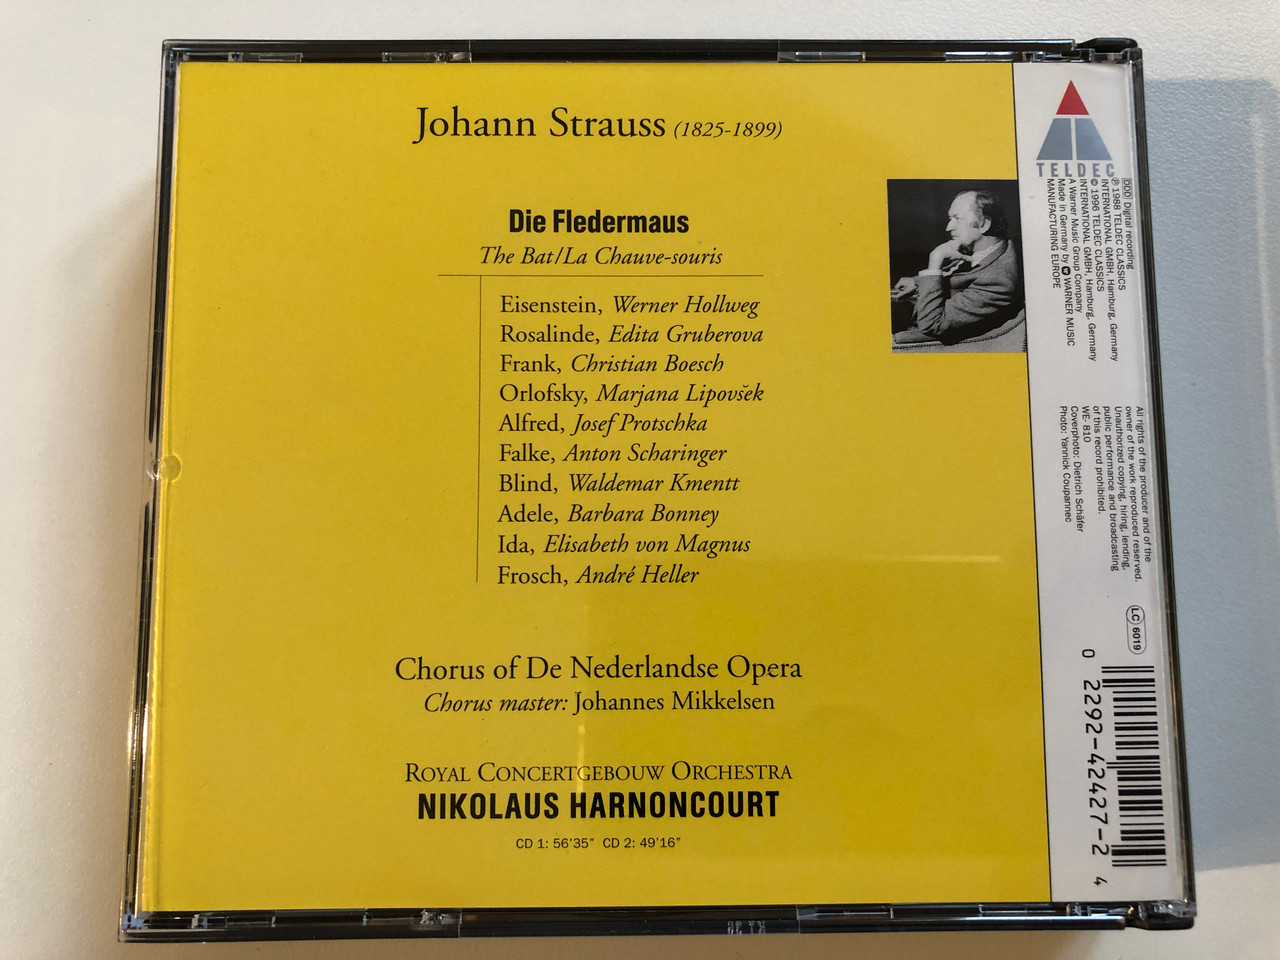 Johann Strauss (1825-1899)
Die Fledermaus
The Bat/La Chauve-souris
Eisenstein, Werner Hollweg
Rosalinde, Edita Gruberova
Frank, Christian Boesch
Orlofsky, Marjana Lipovšek
Alfred, Josef Protschka
Falke, Anton Scharinger
Blind, Waldemar Kmentt
Adele, Barbara Bonney
Ida, Elisabeth von Magnus
Frosch, André Heller
Chorus of De Nederlandse Opera
Chorus master: Johannes Mikkelsen
ROYAL CONCERTGEBOUW ORCHESTRA
NIKOLAUS HARNONCOURT
CD 1: 56'35" CD 2: 49'16"
TELDEC
DDD Digital recording
℗ 1988 TELDEC CLASSICS
INTERNATIONAL GMBH, Hamburg, Germany
© 1996 TELDEC CLASSICS
INTERNATIONAL GMBH, Hamburg, Germany
A Warner Music Group Company
Made in Germany by WARNER MUSIC
MANUFACTURING EUROPE
All rights of the producer and of the
owner of the work reproduced reserved.
Unauthorized copying, hiring, lending,
public performance and broadcasting
of this record prohibited.
WE 810
Coverphoto: Dietrich Schäfer
Photo: Yannick Coupannec
LC 6019
0 2292-42427-2 4